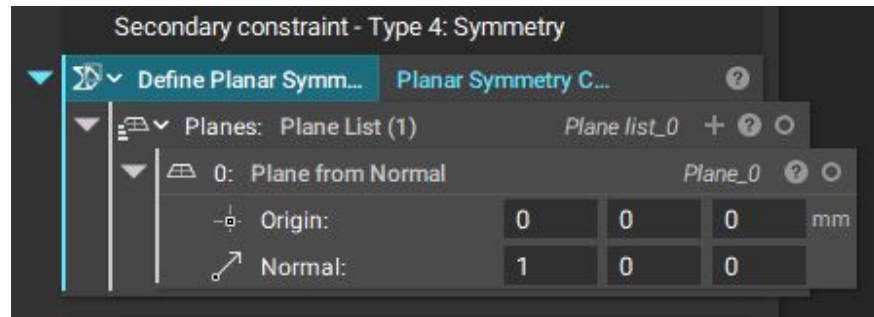 Secondary constraint - Type 4: Symmetry
Define Planar Symm... Planar Symmetry C... ?
Planes: Plane List (1) Plane list_0 + ?
0: Plane from Normal Plane_0 ?
Origin: 0 0 0 mm
Normal: 1 0 0